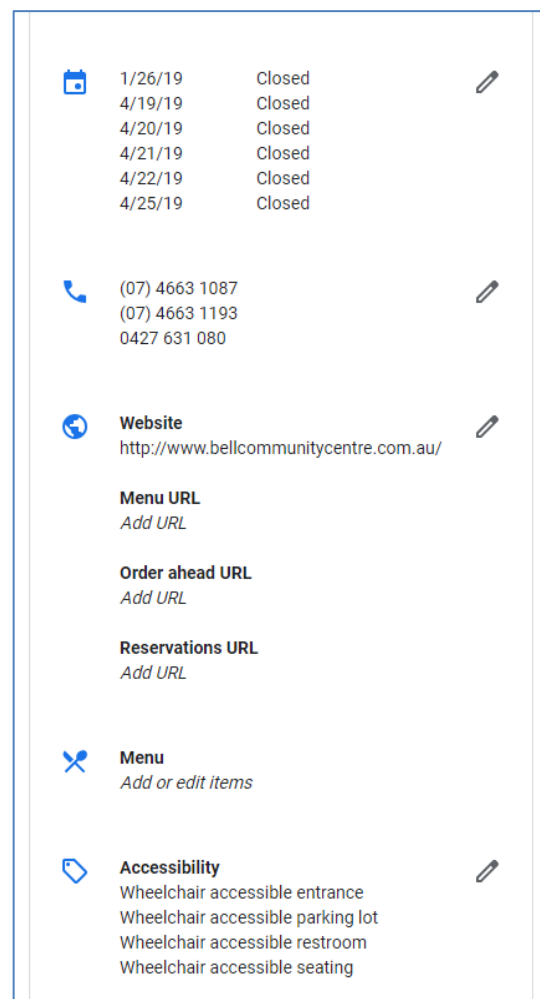 1/26/19 Closed
4/19/19 Closed
4/20/19 Closed
4/21/19 Closed
4/22/19 Closed
4/25/19 Closed
(07) 4663 1087
(07) 4663 1193
0427 631 080
Website
http://www.bellcommunitycentre.com.au/
Menu URL
Add URL
Order ahead URL
Add URL
Reservations URL
Add URL
Menu
Add or edit items
Accessibility
Wheelchair accessible entrance
Wheelchair accessible parking lot
Wheelchair accessible restroom
Wheelchair accessible seating